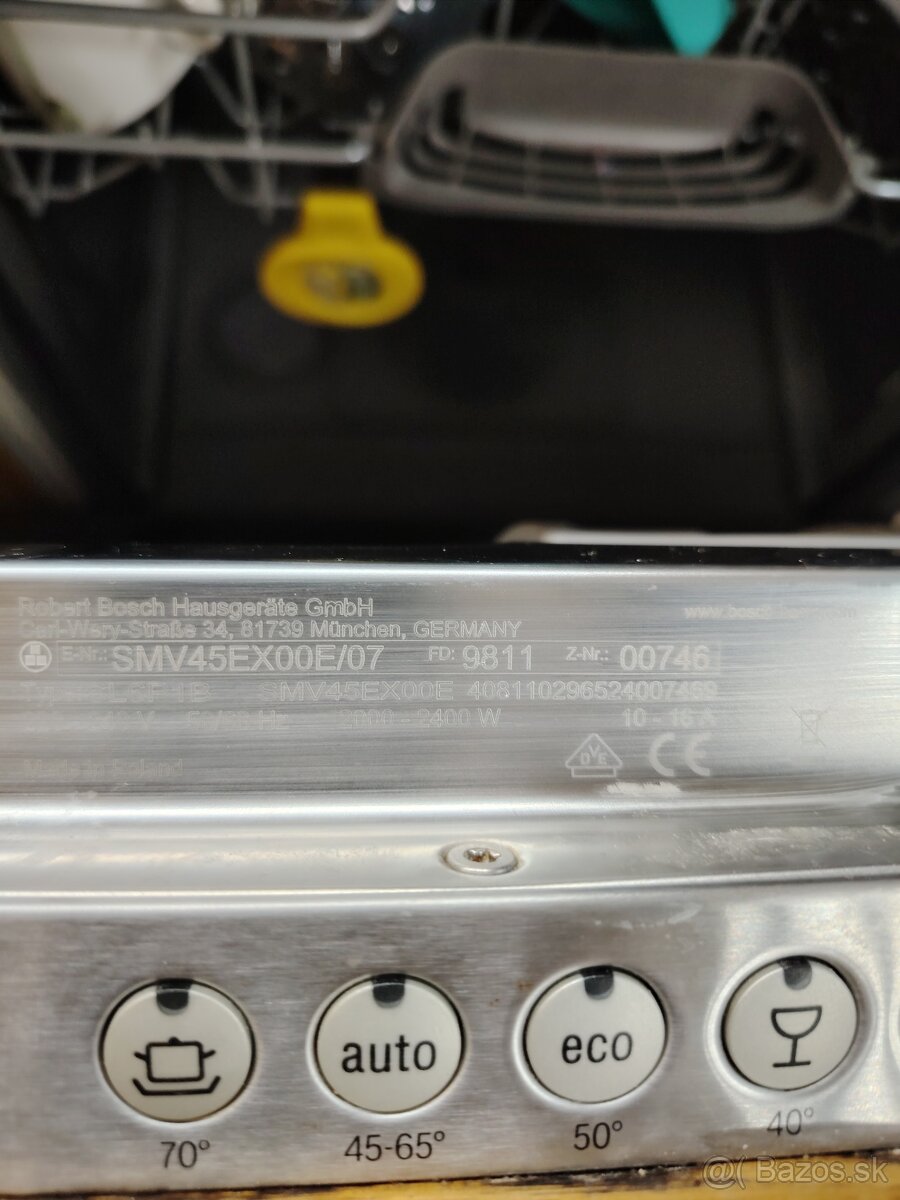 Robert Bosch Hausgeräte GmbH
Carl-Wery-Straße 34, 81739 München, GERMANY
E-Nr.: SMV45EX00E/07 FD: 9811 Z-Nr.: 00746
SMV45EX00E
2000 - 2400 W 10 - 16 A
DVE CE
auto
eco
70° 45-65° 50° 40°
@( Bazos.sk